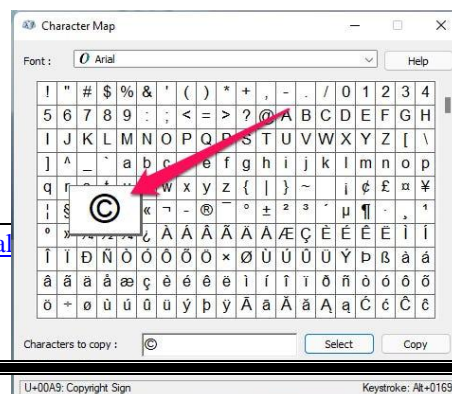 Character Map
Font : O Arial Help
! " # $ % & ' ( ) * + , - . / 0 1 2 3 4
5 6 7 8 9 : ; < = > ? @ A B C D E F G H
I J K L M N O P Q R S T U V W X Y Z [ \
] ^ _ ` a b c e f g h i j k l m n o p
q w x y z { | } ~ ¡ ¢ £ ¤ ¥
¦ § © « ¬ - ® ¯ ° ± ² ³ ´ µ ¶ · ¸ ¹
al
º » ¼ ½ ¾ ¿ À Á Â Ã Ä Å Æ Ç È É Ê Ë Ì Í
Î Ï Ð Ñ Ò Ó Ô Õ Ö × Ø Ù Ú Û Ü Ý Þ ß à á
â ã ä å æ ç è é ê ë ì í î ï ð ñ ò ó ô õ
ö ÷ ø ù ú û ü ý þ ÿ Ā ā Ă ă Ą ą Ć ć Ĉ ĉ
Characters to copy : © Select Copy
U+00A9: Copyright Sign Keystroke: Alt+0169